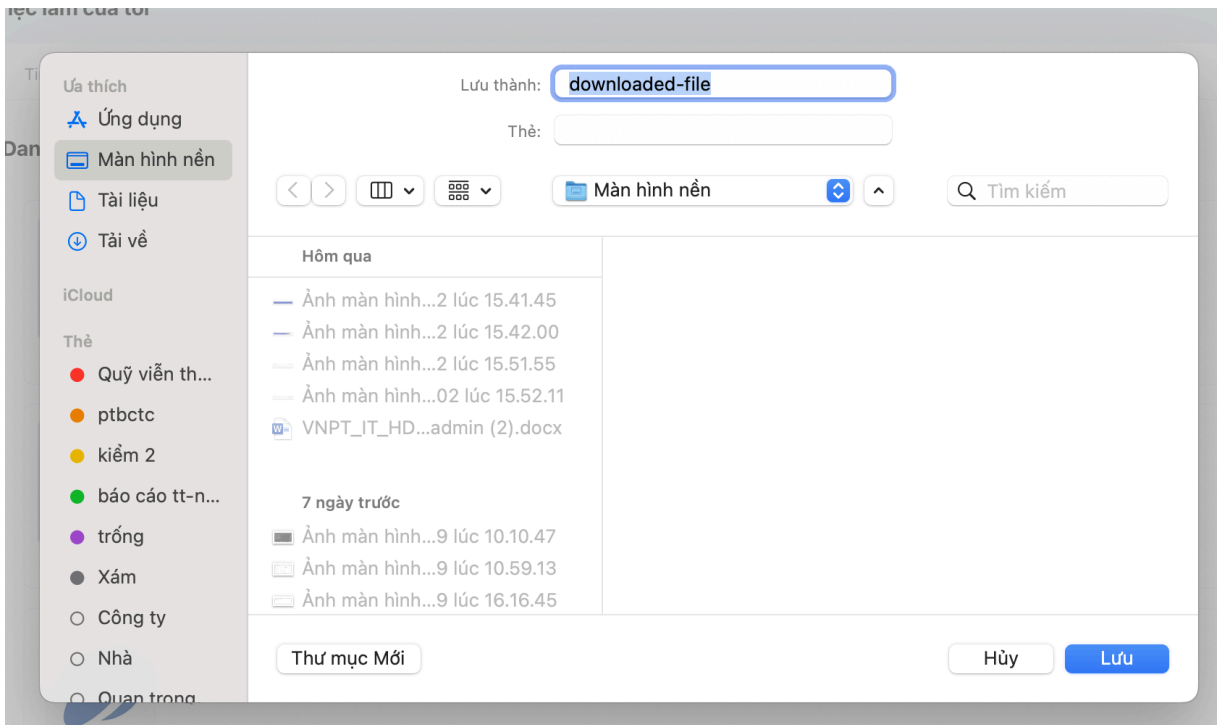 iệc làm của tôi
Ti
Dan
Ưa thích
Ứng dụng
Màn hình nền
Tài liệu
Tải về
iCloud
Thẻ
Quỹ viễn th...
ptbctc
kiểm 2
báo cáo tt-n...
trống
Xám
Công ty
Nhà
Quan trọng
Lưu thành: downloaded-file
Thẻ:
Màn hình nền
Tìm kiếm
Hôm qua
Ảnh màn hình...2 lúc 15.41.45
Ảnh màn hình...2 lúc 15.42.00
Ảnh màn hình...2 lúc 15.51.55
Ảnh màn hình...02 lúc 15.52.11
VNPT_IT_HD...admin (2).docx
7 ngày trước
Ảnh màn hình...9 lúc 10.10.47
Ảnh màn hình...9 lúc 10.59.13
Ảnh màn hình...9 lúc 16.16.45
Thư mục Mới
Hủy
Lưu